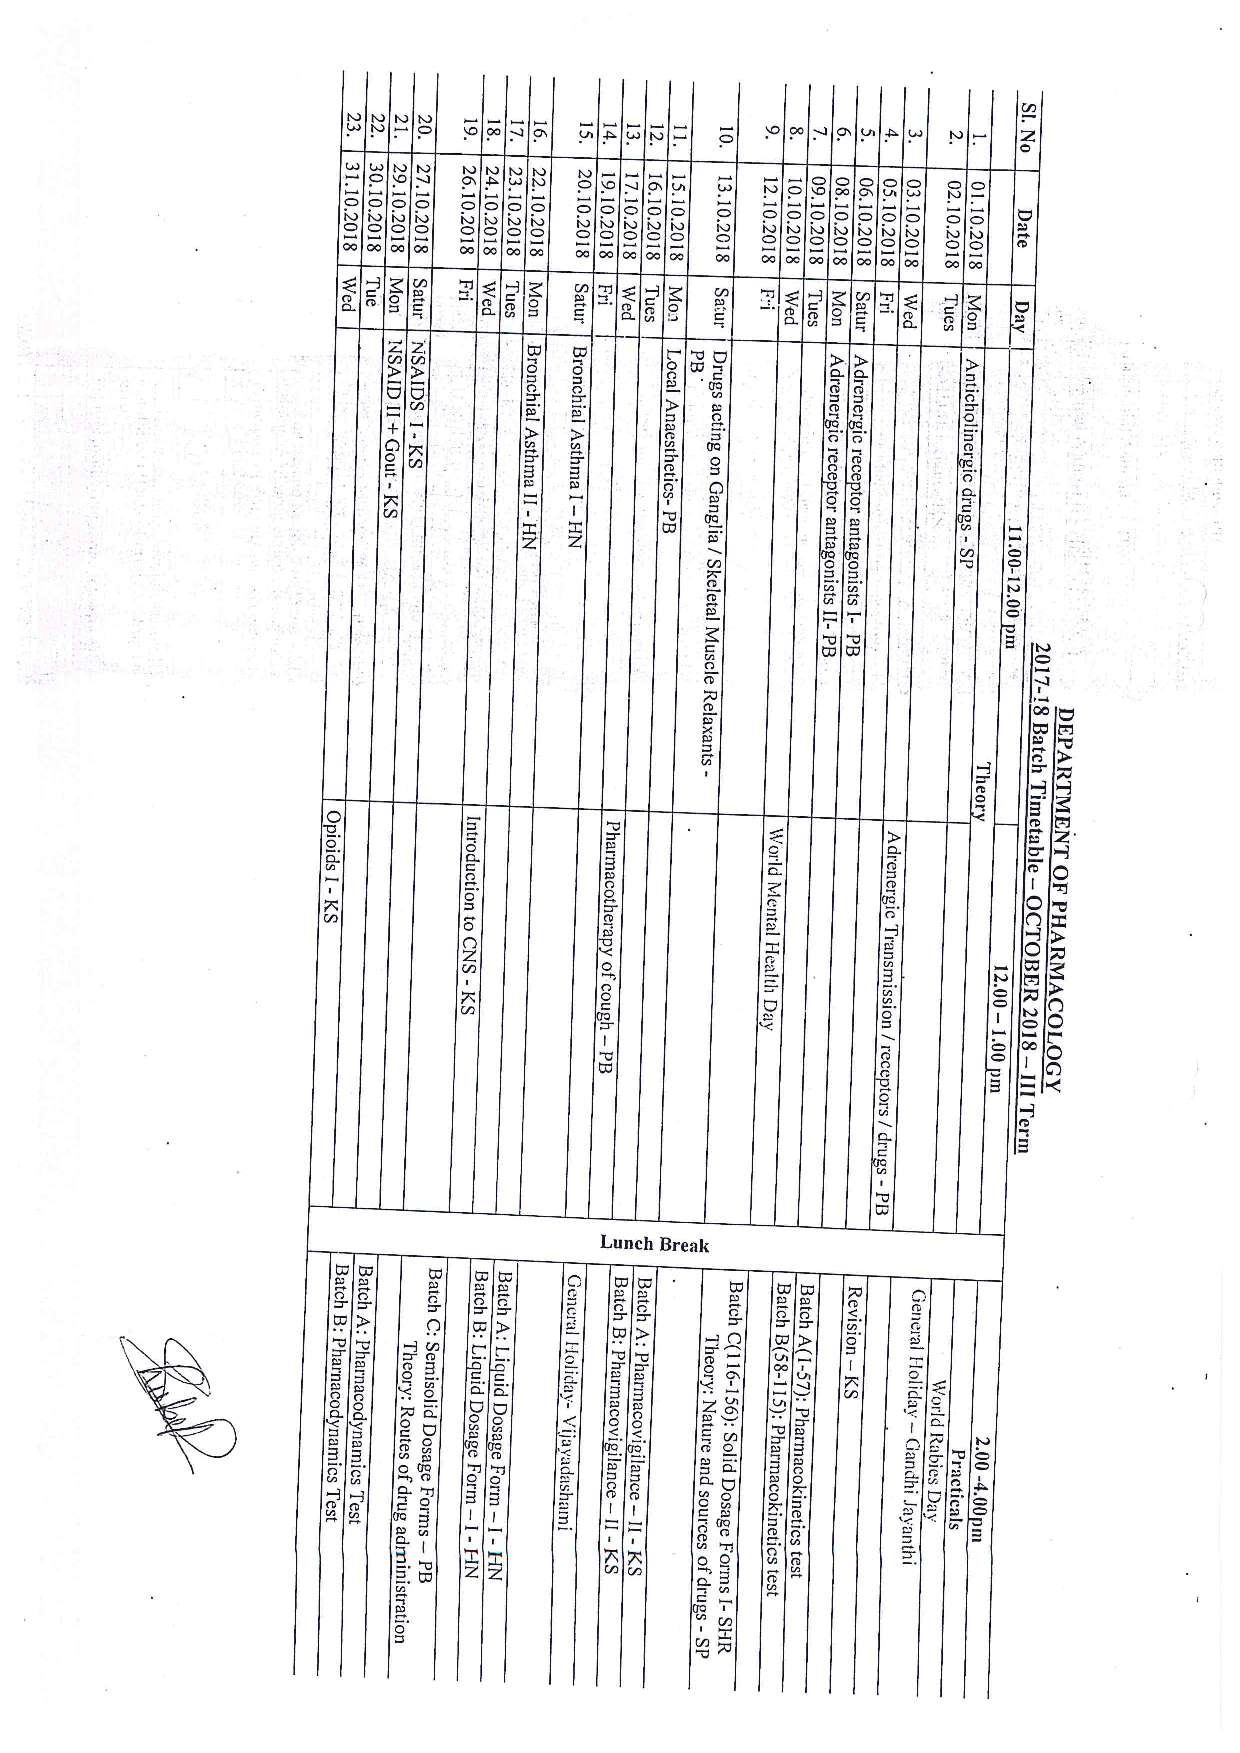 DEPARTMENT OF PHARMACOLOGY
2017-18 Batch Timetable – OCTOBER 2018 – III Term
Sl. No Date Day 11.00-12.00 pm 12.00 – 1.00 pm 2.00 -4.00pm
Theory Practicals
1. 01.10.2018 Mon Anticholinergic drugs - SP World Rabies Day
2. 02.10.2018 Tues General Holiday – Gandhi Jayanthi
3. 03.10.2018 Wed
4. 05.10.2018 Fri Adrenergic Transmission / receptors / drugs - PB
5. 06.10.2018 Satur Adrenergic receptor antagonists I- PB Revision – KS
6. 08.10.2018 Mon Adrenergic receptor antagonists II- PB
7. 09.10.2018 Tues Batch A(1-57): Pharmacokinetics test
8. 10.10.2018 Wed Batch B(58-115): Pharmacokinetics test
9. 12.10.2018 Fri World Mental Health Day
10. 13.10.2018 Satur Drugs acting on Ganglia / Skeletal Muscle Relaxants - Batch C(116-156): Solid Dosage Forms I- SHR
PB Theory: Nature and sources of drugs - SP
11. 15.10.2018 Mon Local Anaesthetics- PB
12. 16.10.2018 Tues Batch A: Pharmacovigilance – II - KS
13. 17.10.2018 Wed Batch B: Pharmacovigilance – II - KS
14. 19.10.2018 Fri Pharmacotherapy of cough – PB
15. 20.10.2018 Satur Bronchial Asthma I – HN General Holiday- Vijayadashami
16. 22.10.2018 Mon Bronchial Asthma II - HN
17. 23.10.2018 Tues Batch A: Liquid Dosage Form – I - HN
18. 24.10.2018 Wed Batch B: Liquid Dosage Form – I - HN
19. 26.10.2018 Fri Introduction to CNS - KS
20. 27.10.2018 Satur NSAIDS I - KS Batch C: Semisolid Dosage Forms – PB
Theory: Routes of drug administration
21. 29.10.2018 Mon NSAID II + Gout - KS
22. 30.10.2018 Tue Batch A: Pharnacodynamics Test
23. 31.10.2018 Wed Opioids I - KS Batch B: Pharnacodynamics Test
Lunch Break